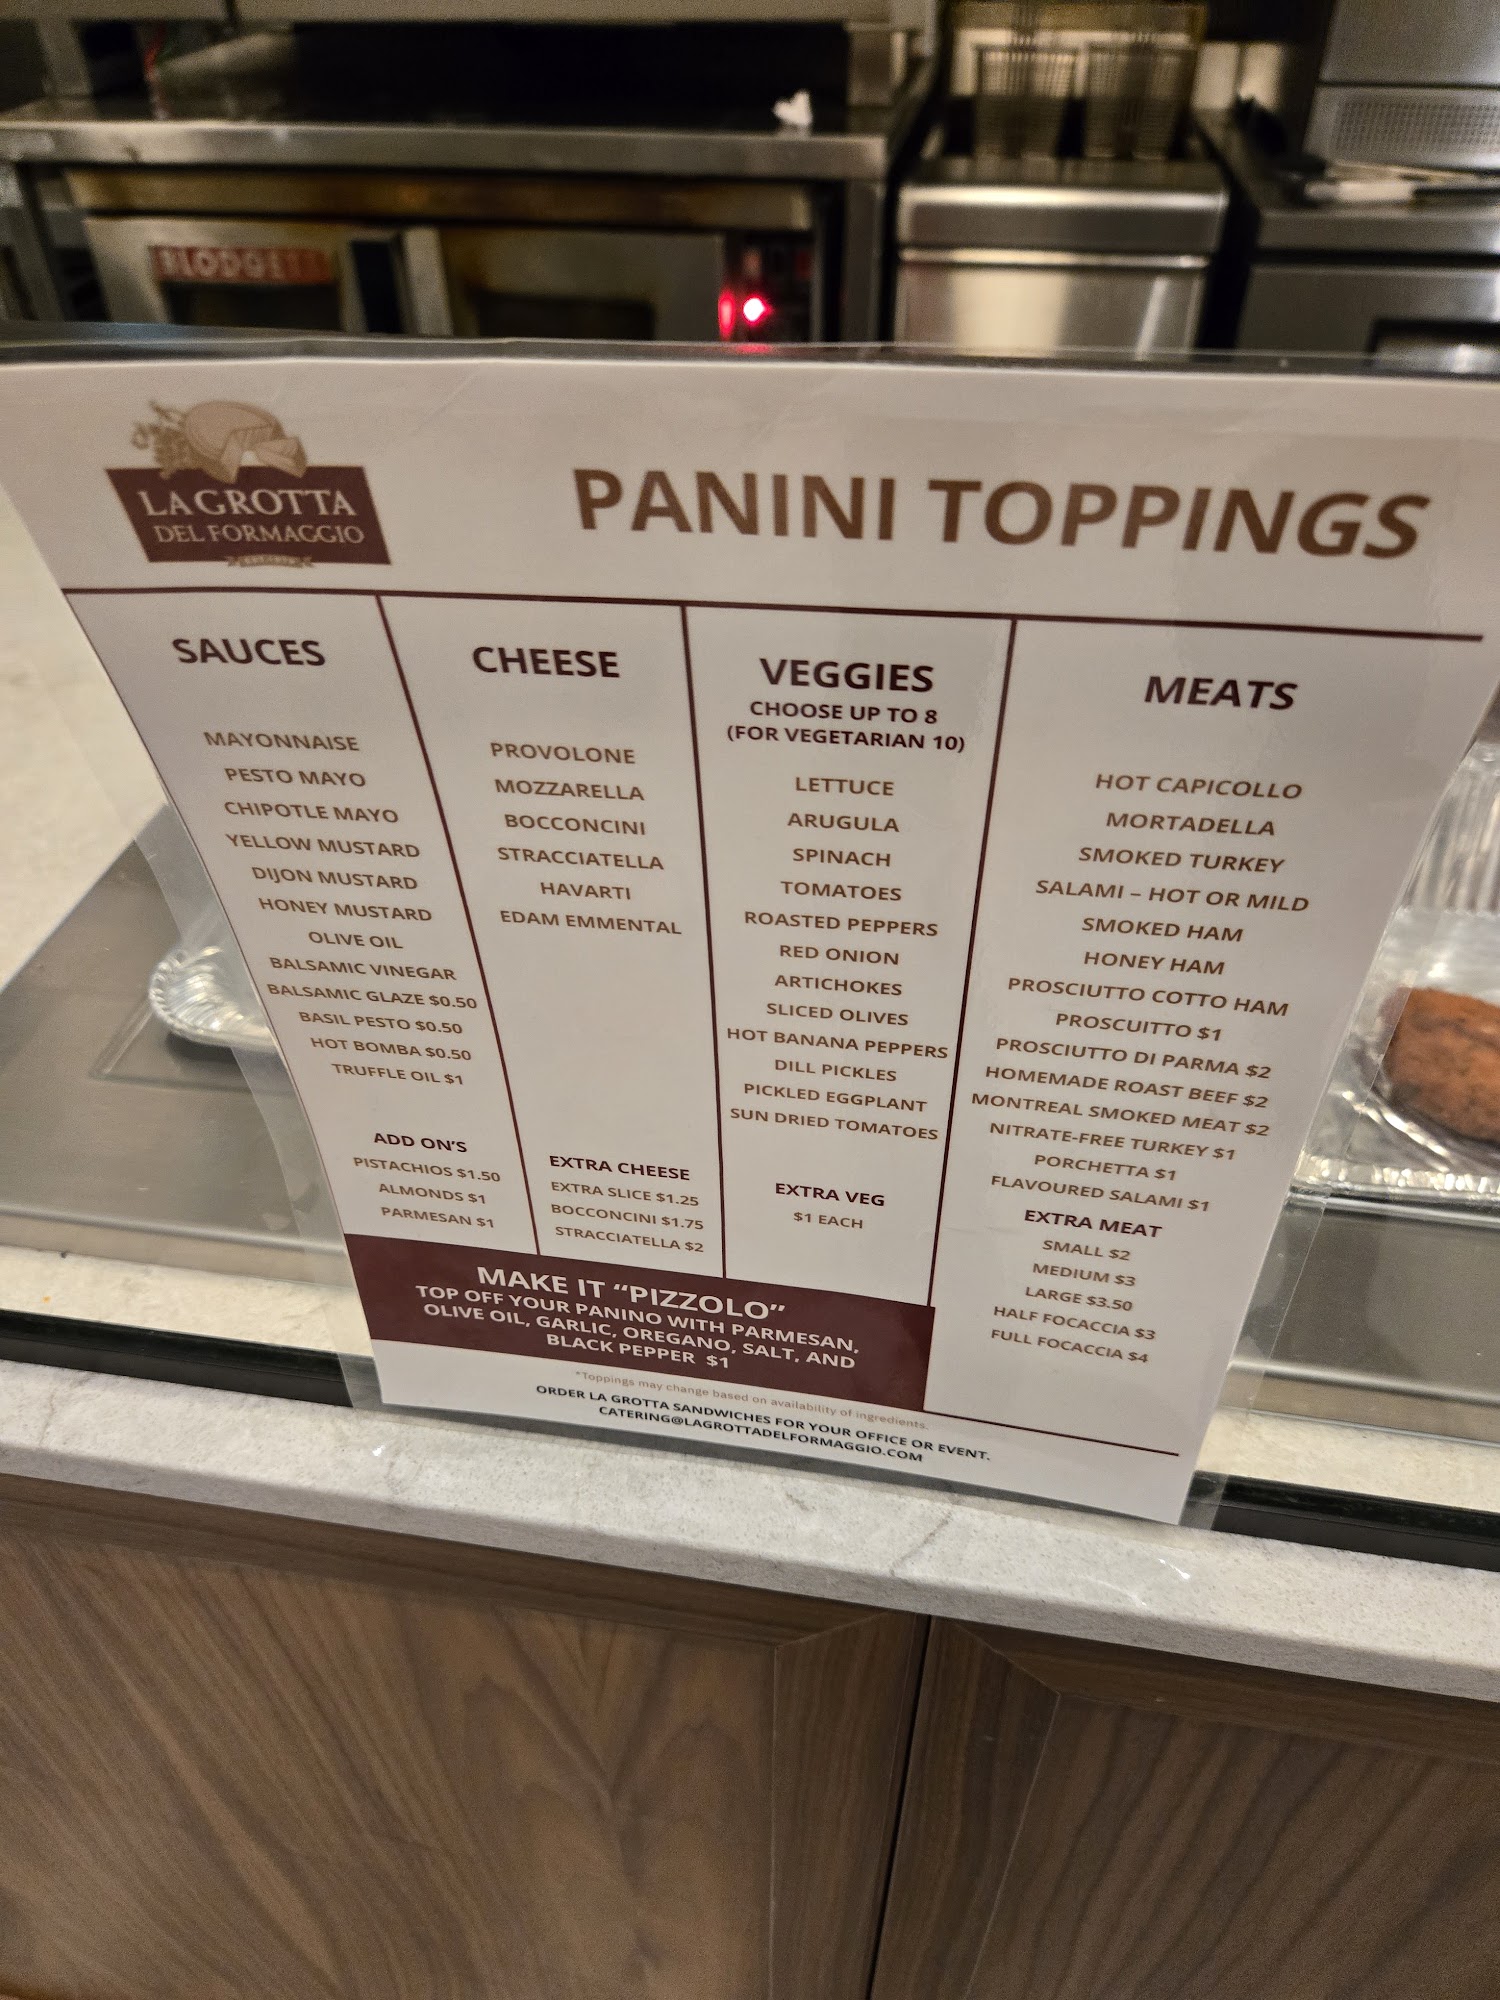 BLODGETT
LA GROTTA
DEL FORMAGGIO
PANINI TOPPINGS
SAUCES
MAYONNAISE
PESTO MAYO
CHIPOTLE MAYO
YELLOW MUSTARD
DIJON MUSTARD
HONEY MUSTARD
OLIVE OIL
BALSAMIC VINEGAR
BALSAMIC GLAZE $0.50
BASIL PESTO $0.50
HOT BOMBA $0.50
TRUFFLE OIL $1
ADD ON'S
PISTACHIOS $1.50
ALMONDS $1
PARMESAN $1
CHEESE
PROVOLONE
MOZZARELLA
BOCCONCINI
STRACCIATELLA
HAVARTI
EDAM EMMENTAL
EXTRA CHEESE
EXTRA SLICE $1.25
BOCCONCINI $1.75
STRACCIATELLA $2
VEGGIES
CHOOSE UP TO 8
(FOR VEGETARIAN 10)
LETTUCE
ARUGULA
SPINACH
TOMATOES
ROASTED PEPPERS
RED ONION
ARTICHOKES
SLICED OLIVES
HOT BANANA PEPPERS
DILL PICKLES
PICKLED EGGPLANT
SUN DRIED TOMATOES
EXTRA VEG
$1 EACH
MEATS
HOT CAPICOLLO
MORTADELLA
SMOKED TURKEY
SALAMI – HOT OR MILD
SMOKED HAM
HONEY HAM
PROSCIUTTO COTTO HAM
PROSCUITTO $1
PROSCIUTTO DI PARMA $2
HOMEMADE ROAST BEEF $2
MONTREAL SMOKED MEAT $2
NITRATE-FREE TURKEY $1
PORCHETTA $1
FLAVOURED SALAMI $1
EXTRA MEAT
SMALL $2
MEDIUM $3
LARGE $3.50
HALF FOCACCIA $3
FULL FOCACCIA $4
MAKE IT “PIZZOLO”
TOP OFF YOUR PANINO WITH PARMESAN,
OLIVE OIL, GARLIC, OREGANO, SALT, AND
BLACK PEPPER $1
*Toppings may change based on availability of ingredients.
ORDER LA GROTTA SANDWICHES FOR YOUR OFFICE OR EVENT.
CATERING@LAGROTTADELFORMAGGIO.COM